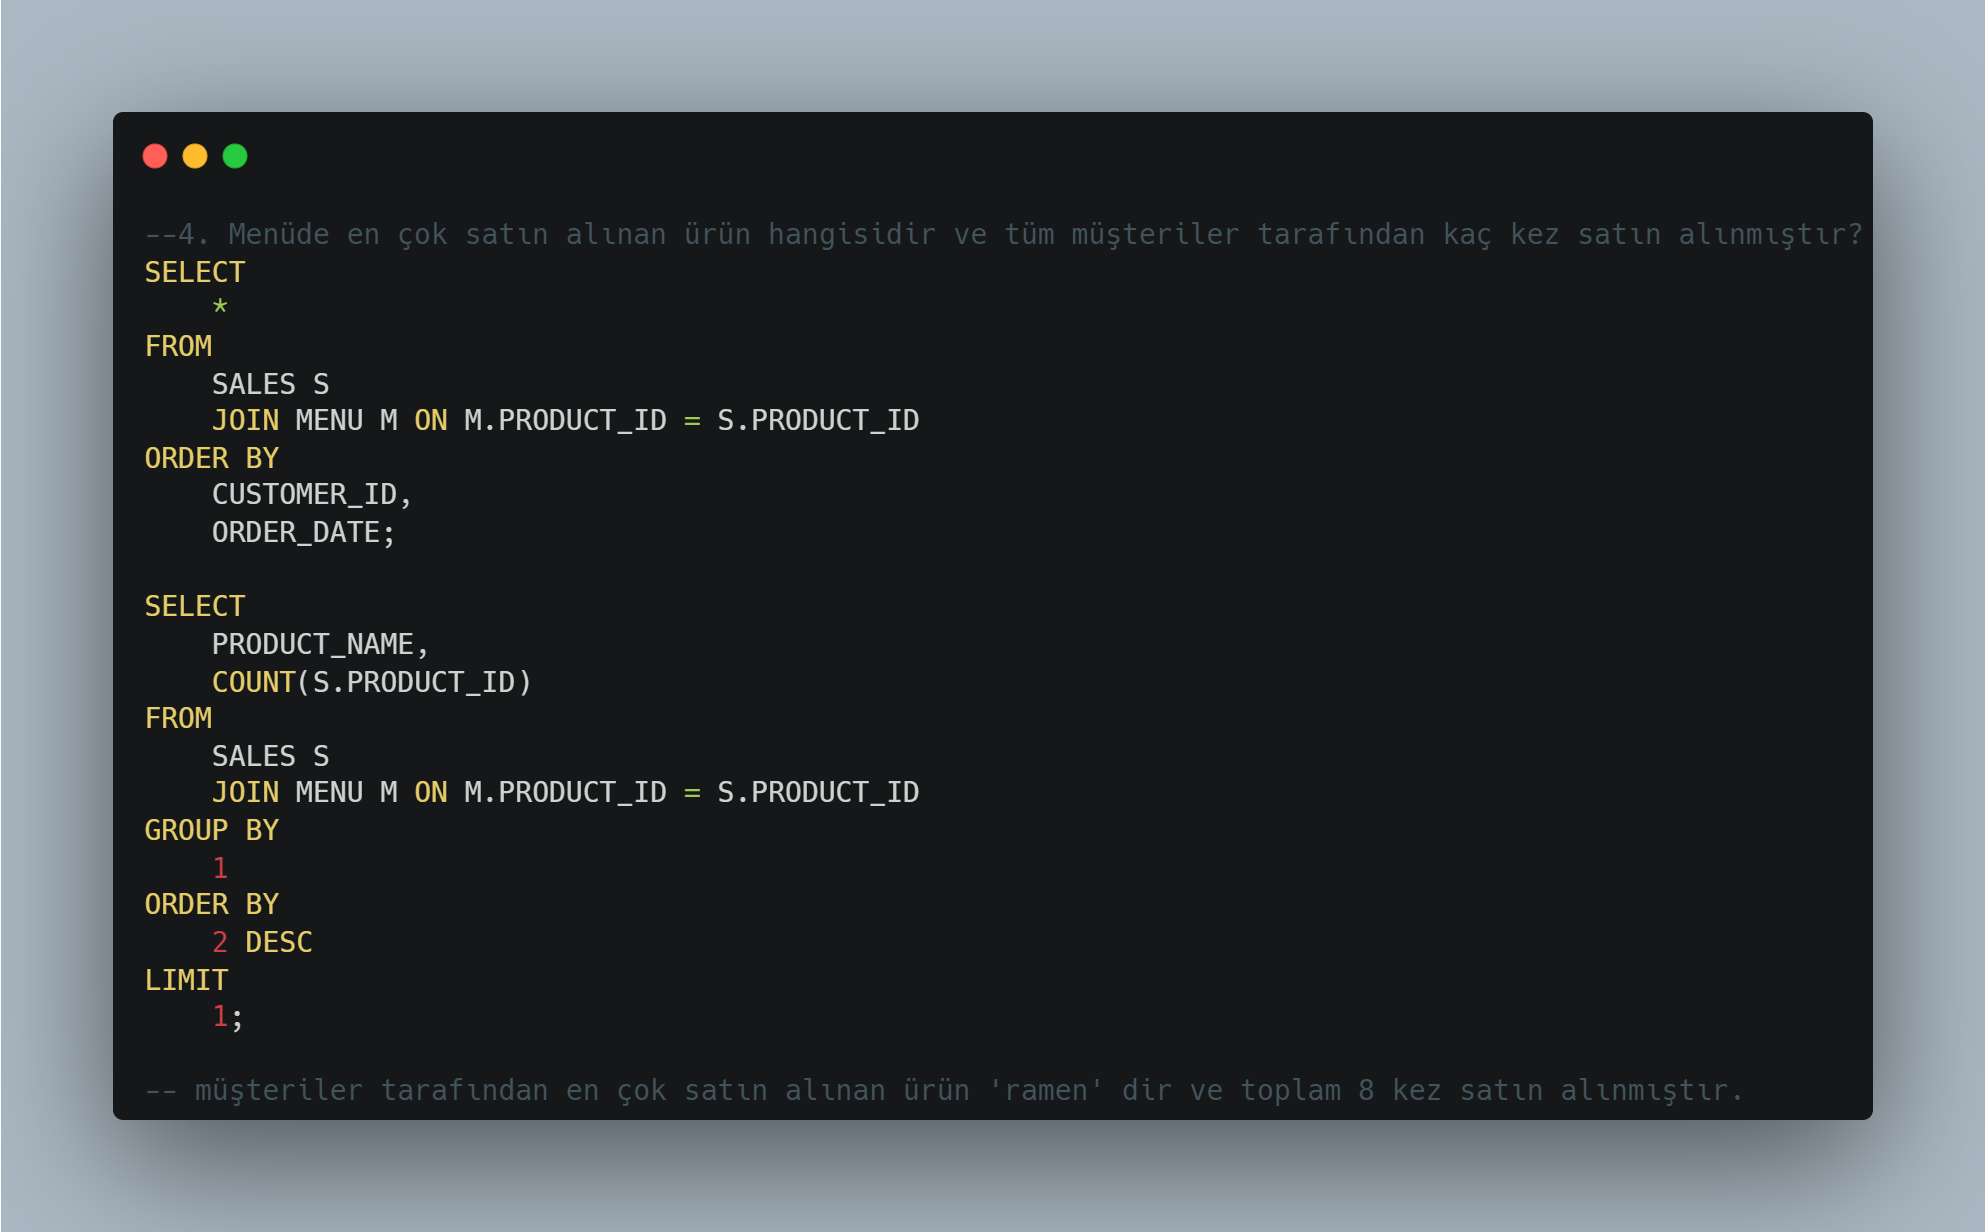 --4. Menüde en çok satın alınan ürün hangisidir ve tüm müşteriler tarafından kaç kez satın alınmıştır?
SELECT
    *
FROM
    SALES S
    JOIN MENU M ON M.PRODUCT_ID = S.PRODUCT_ID
ORDER BY
    CUSTOMER_ID,
    ORDER_DATE;

SELECT
    PRODUCT_NAME,
    COUNT(S.PRODUCT_ID)
FROM
    SALES S
    JOIN MENU M ON M.PRODUCT_ID = S.PRODUCT_ID
GROUP BY
    1
ORDER BY
    2 DESC
LIMIT
    1;

-- müşteriler tarafından en çok satın alınan ürün 'ramen' dir ve toplam 8 kez satın alınmıştır.